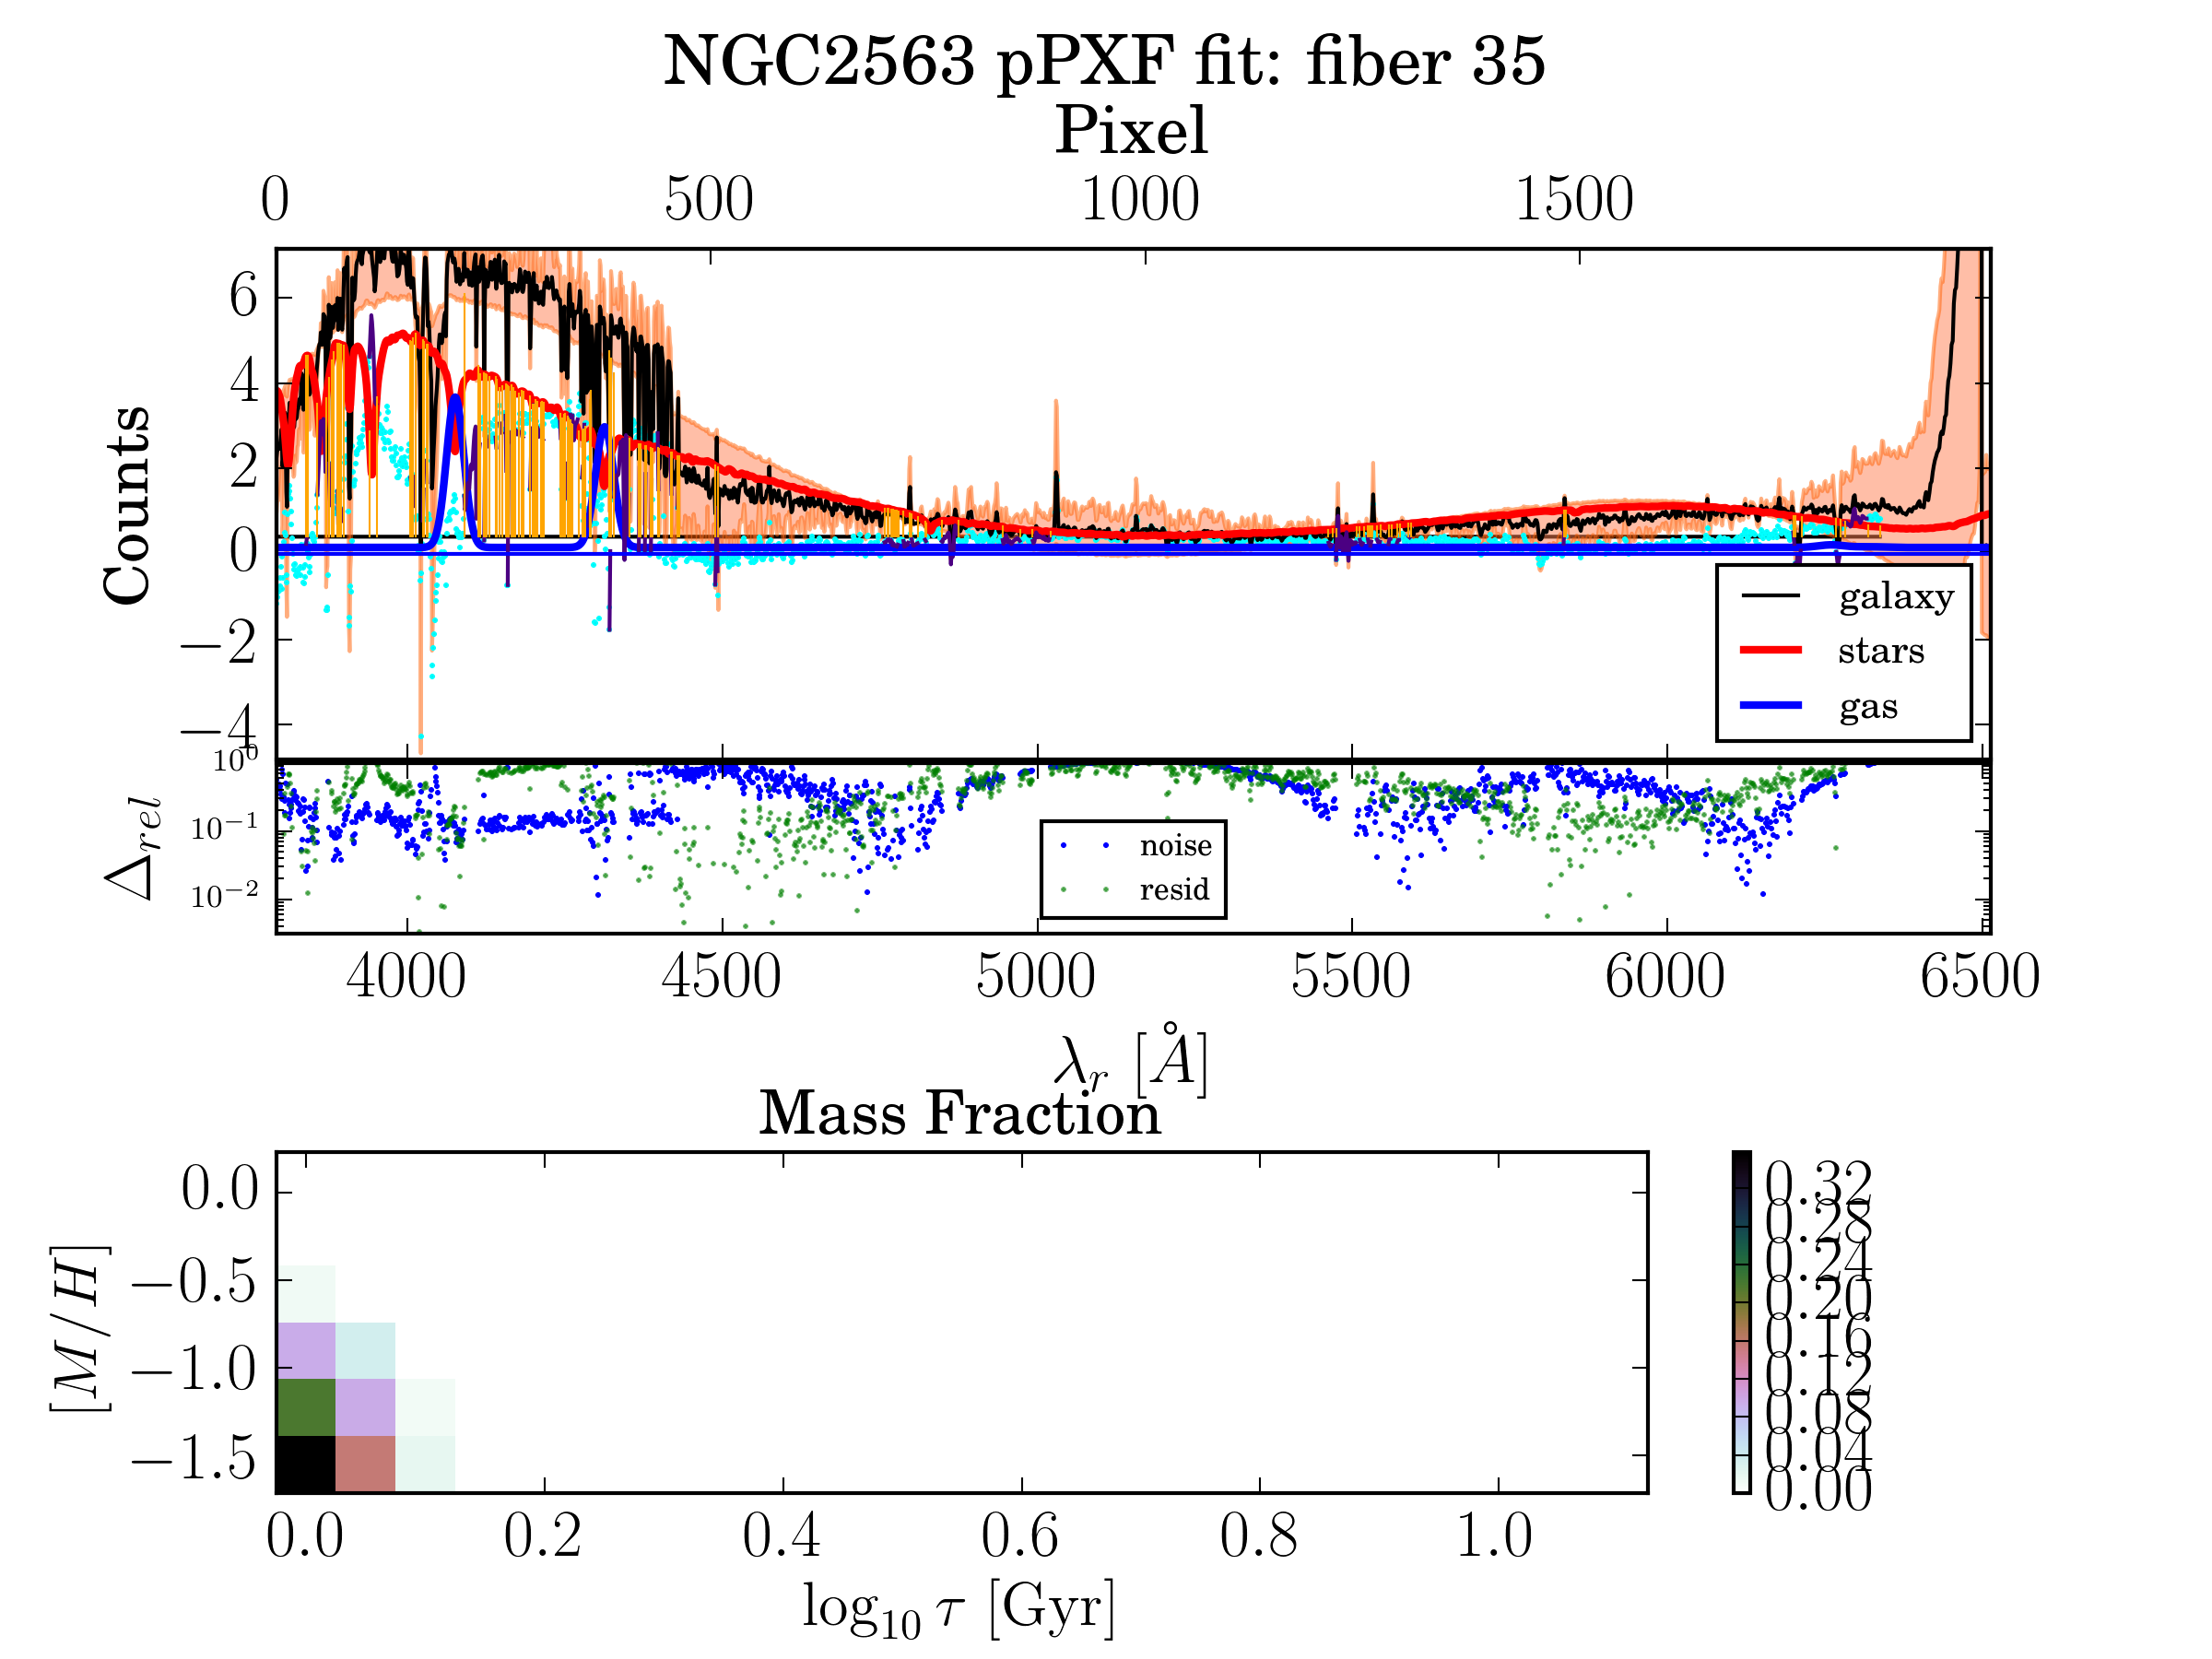 NGC2563 pPXF fit: fiber 35
Pixel
0 500 1000 1500
6
4
2
0
−2
−4
Counts
galaxy
stars
gas
10⁰
10⁻¹
10⁻²
Δrel
noise
resid
4000 4500 5000 5500 6000 6500
λr [Å]
Mass Fraction
0.0
−0.5
−1.0
−1.5
[M/H]
0.32
0.28
0.24
0.20
0.16
0.12
0.08
0.04
0.00
0.0 0.2 0.4 0.6 0.8 1.0
log₁₀ τ [Gyr]